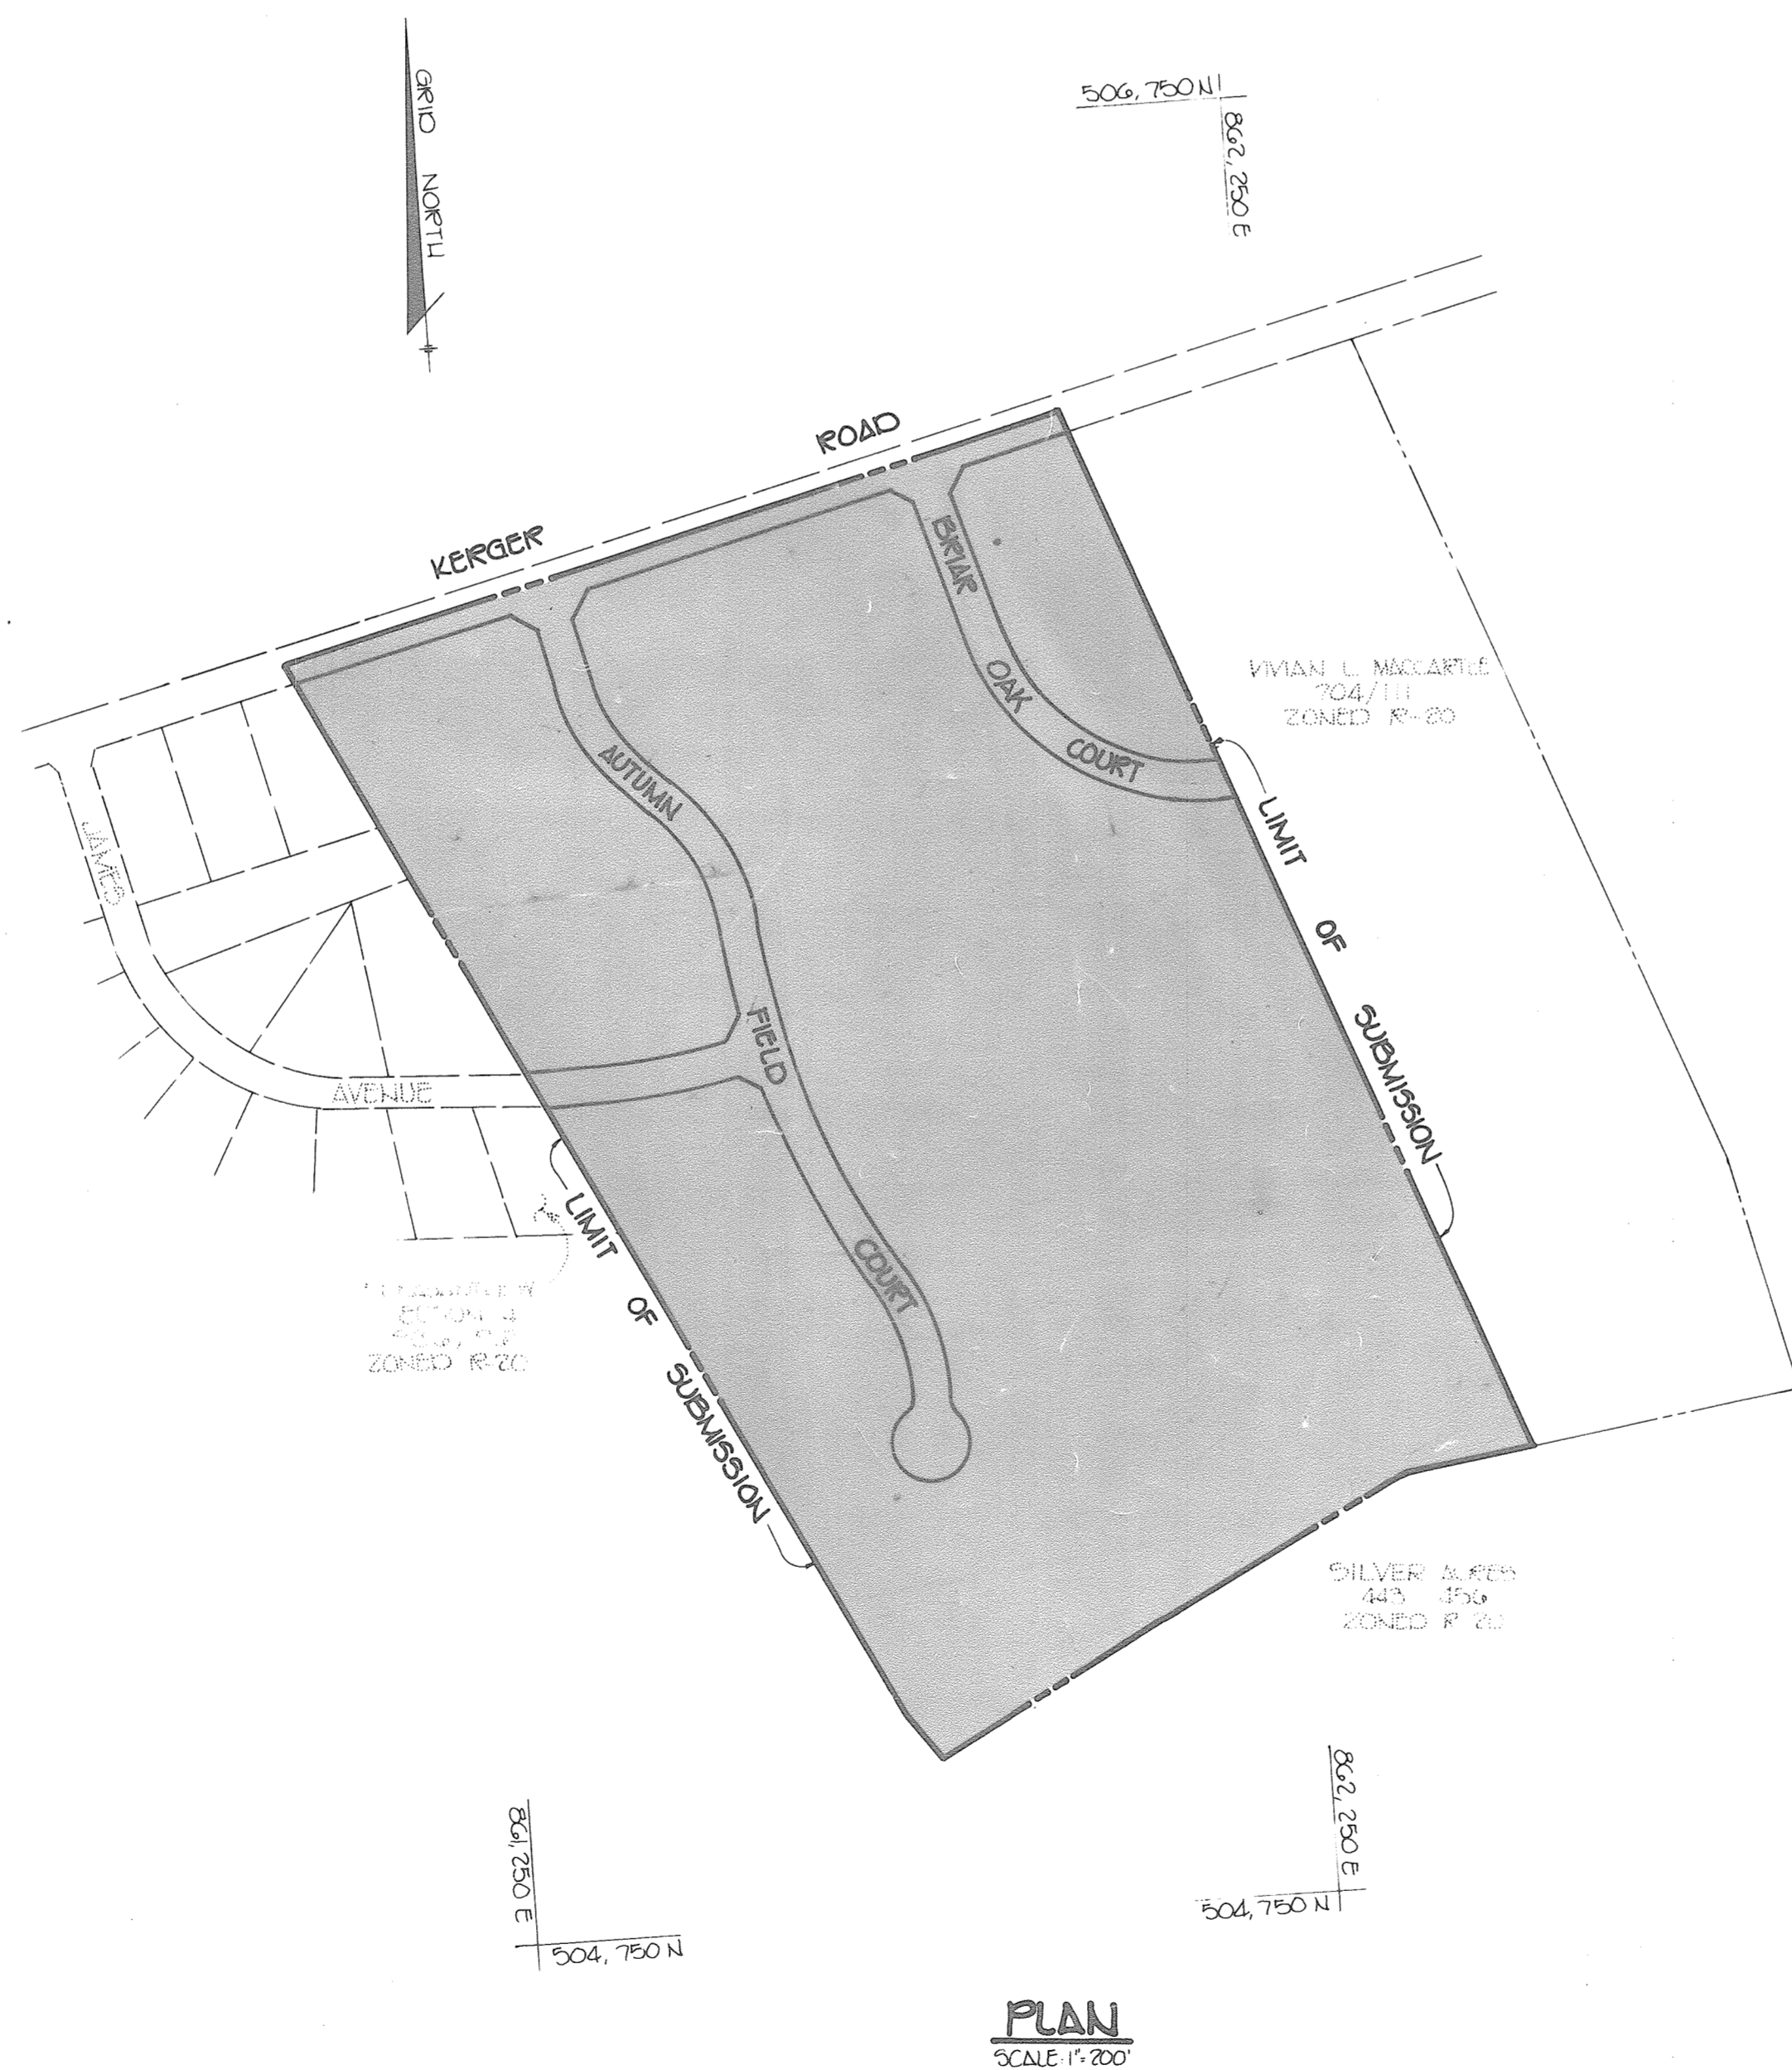 GRID NORTH
506,750 N
862,250 E
KERGER ROAD
BRIAR OAK COURT
AUTUMN FIELD COURT
JAMES AVENUE
VIVIAN L. MACCARTEE
704/111
ZONED R-20
LIMIT OF SUBMISSION
LIMIT OF SUBMISSION
ZONED R-20
SILVER ACRES
443 456
ZONED R 20
861,250 E
504,750 N
862,250 E
504,750 N
PLAN
SCALE: 1"=200'